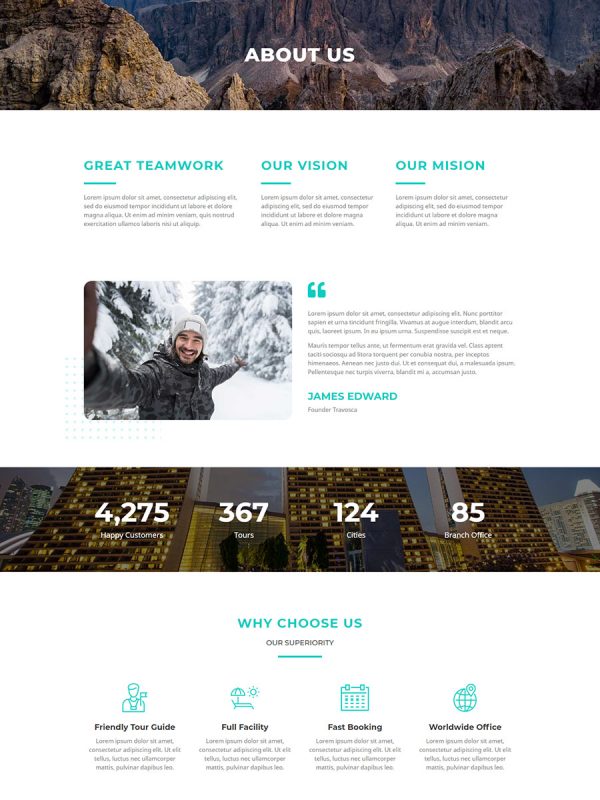 ABOUT US
GREAT TEAMWORK
Lorem ipsum dolor sit amet, consectetur adipiscing elit,
sed do eiusmod tempor incididunt ut labore et dolore
magna aliqua. Ut enim ad minim veniam, quis nostrud
exercitation ullamco laboris nisi ut aliquip.
OUR VISION
Lorem ipsum dolor sit amet, consectetur
adipiscing elit, sed do eiusmod tempor
incididunt ut labore et dolore magna
aliqua. Ut enim ad minim veniam.
OUR MISION
Lorem ipsum dolor sit amet, consectetur
adipiscing elit, sed do eiusmod tempor
incididunt ut labore et dolore magna
aliqua. Ut enim ad minim veniam.
Lorem ipsum dolor sit amet, consectetur adipiscing elit. Nunc porttitor
sapien et urna tincidunt fringilla. Vivamus at augue interdum, blandit arcu
quis, laoreet ipsum. In eu ipsum urna. Suspendisse suscipit neque.
Mauris tempor tellus ante, ut fermentum erat gravida vel. Class aptent
taciti sociosqu ad litora torquent per conubia nostra, per inceptos
himenaeos. Aenean nec justo dui. Ut et consequat dui, a malesuada ipsum.
Pellentesque nec turpis viverra, blandit mi a, accumsan justo.
JAMES EDWARD
Founder Travosca
4,275
Happy Customers
367
Tours
124
Cities
85
Branch Office
WHY CHOOSE US
OUR SUPERIORITY
Friendly Tour Guide
Lorem ipsum dolor sit amet,
consectetur adipiscing elit. Ut elit
tellus, luctus nec ullamcorper
mattis, pulvinar dapibus leo.
Full Facility
Lorem ipsum dolor sit amet,
consectetur adipiscing elit. Ut elit
tellus, luctus nec ullamcorper
mattis, pulvinar dapibus leo.
Fast Booking
Lorem ipsum dolor sit amet,
consectetur adipiscing elit. Ut elit
tellus, luctus nec ullamcorper
mattis, pulvinar dapibus leo.
Worldwide Office
Lorem ipsum dolor sit amet,
consectetur adipiscing elit. Ut elit
tellus, luctus nec ullamcorper
mattis, pulvinar dapibus leo.